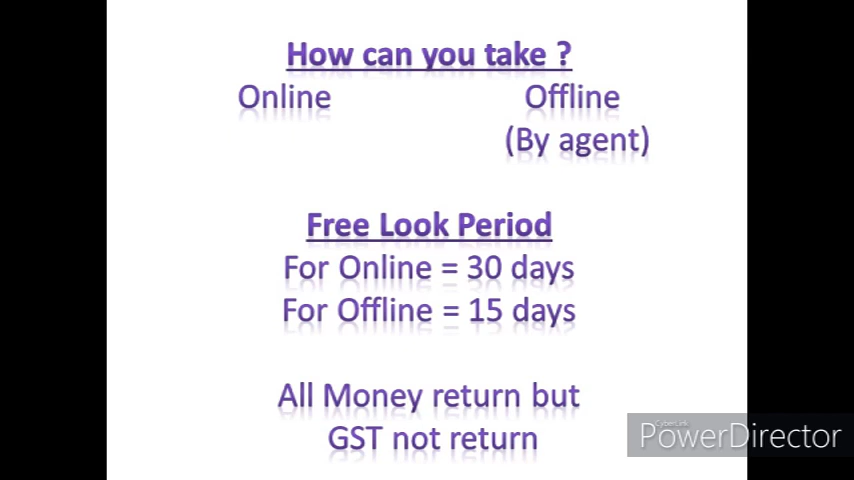 How can you take ?
Online Offline
(By agent)
Free Look Period
For Online = 30 days
For Offline = 15 days
All Money return but
GST not return
CyberLink
PowerDirector